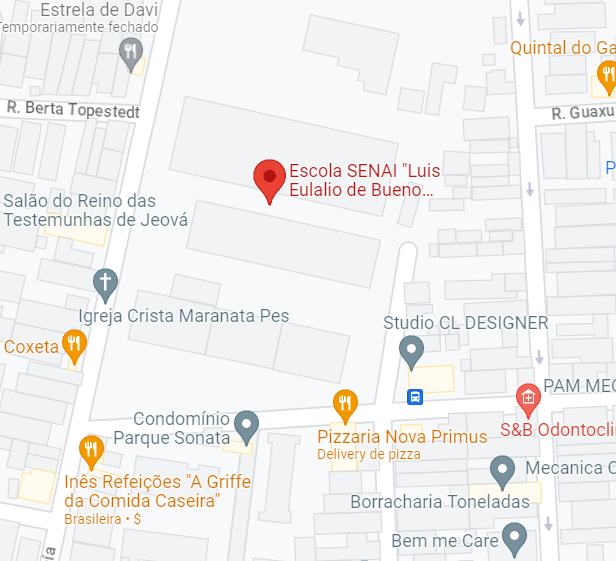 Estrela de Davi
Temporariamente fechado
Quintal do Ga
R. Berta Topestedt
R. Guaxu
P
Escola SENAI "Luis
Eulalio de Bueno...
Salão do Reino das
Testemunhas de Jeová
Igreja Crista Maranata Pes
Coxeta
Studio CL DESIGNER
PAM MEC
S&B Odontoclí
Condomínio
Parque Sonata
Pizzaria Nova Primus
Delivery de pizza
Inês Refeições "A Griffe
da Comida Caseira"
Brasileira • $
Mecanica C
Borracharia Toneladas
Bem me Care
ia